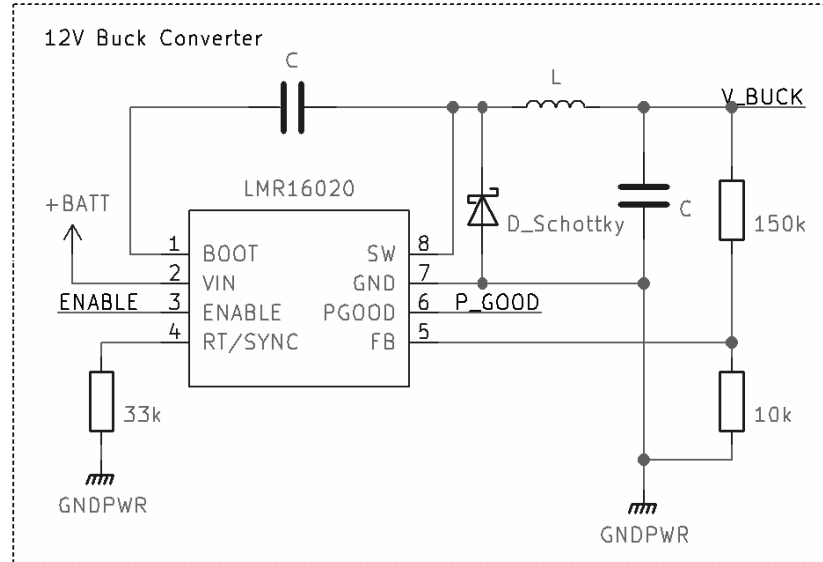 12V Buck Converter
C
L
V_BUCK
+BATT
LMR16020
D_Schottky
C
150k
1 BOOT SW 8
2 VIN GND 7
ENABLE 3 ENABLE PGOOD 6 P_GOOD
4 RT/SYNC FB 5
33k
10k
GNDPWR
GNDPWR